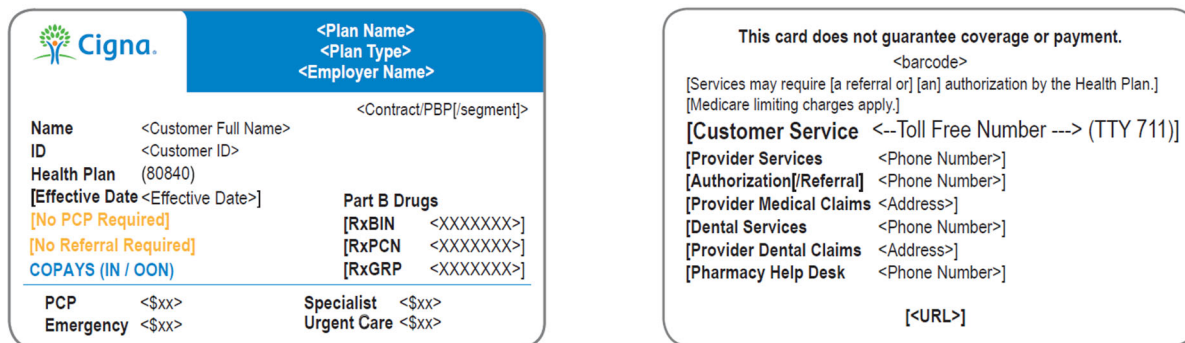 Cigna.
<Plan Name>
<Plan Type>
<Employer Name>
<Contract/PBP[/segment]>
Name <Customer Full Name>
ID <Customer ID>
Health Plan (80840)
[Effective Date <Effective Date>]
[No PCP Required]
[No Referral Required]
COPAYS (IN / OON)
Part B Drugs
[RxBIN <XXXXXXX>]
[RxPCN <XXXXXXX>]
[RxGRP <XXXXXXX>]
PCP <$xx> Specialist <$xx>
Emergency <$xx> Urgent Care <$xx>
This card does not guarantee coverage or payment.
<barcode>
[Services may require [a referral or] [an] authorization by the Health Plan.]
[Medicare limiting charges apply.]
[Customer Service <--Toll Free Number ---> (TTY 711)]
[Provider Services <Phone Number>]
[Authorization[/Referral] <Phone Number>]
[Provider Medical Claims <Address>]
[Dental Services <Phone Number>]
[Provider Dental Claims <Address>]
[Pharmacy Help Desk <Phone Number>]
[<URL>]